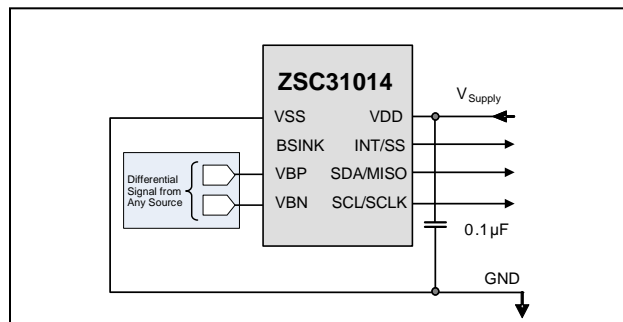 ZSC31014
VSS
VDD
V Supply
BSINK
INT/SS
Differential
Signal from
Any Source
VBP
SDA/MISO
VBN
SCL/SCLK
0.1µF
GND